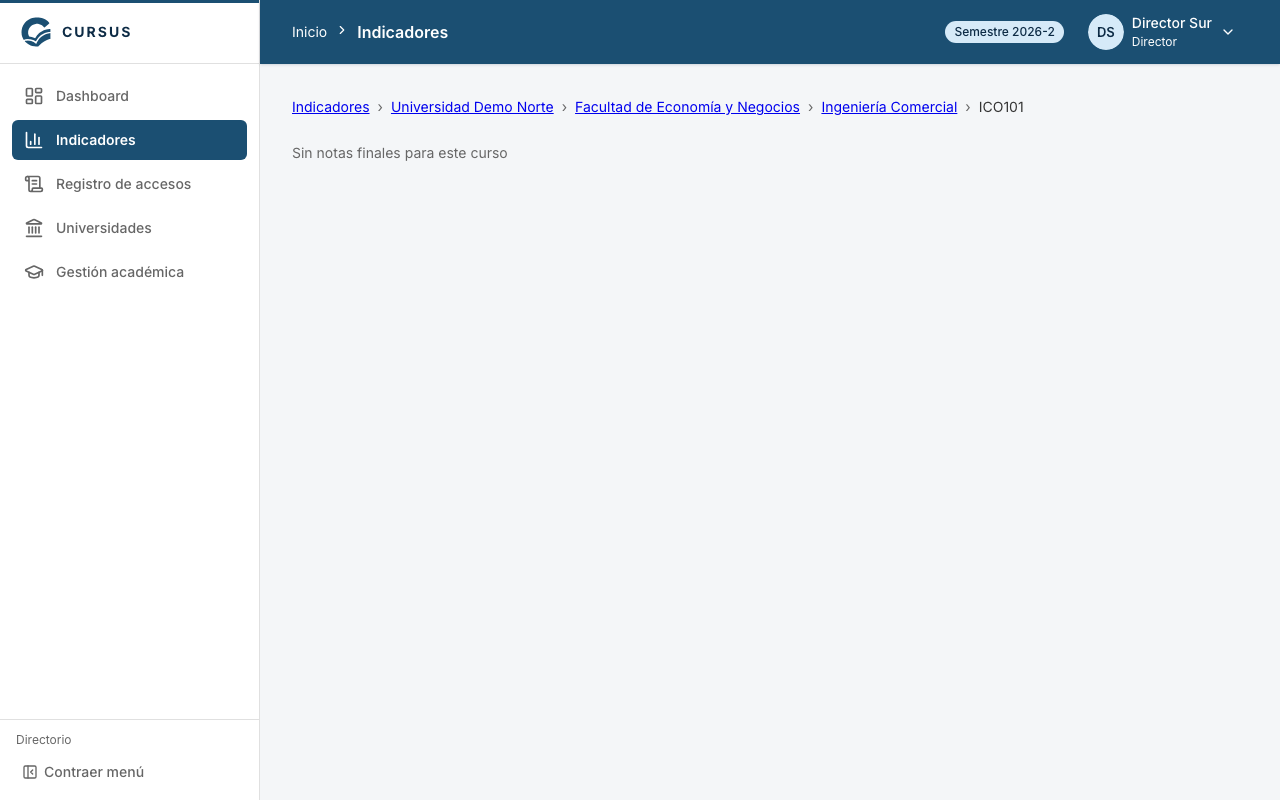 CURSUS
Inicio > Indicadores
Semestre 2026-2
DS
Director Sur
Director
Dashboard
Indicadores
Registro de accesos
Universidades
Gestión académica
Indicadores › Universidad Demo Norte › Facultad de Economía y Negocios › Ingeniería Comercial › ICO101
Sin notas finales para este curso
Directorio
Contraer menú